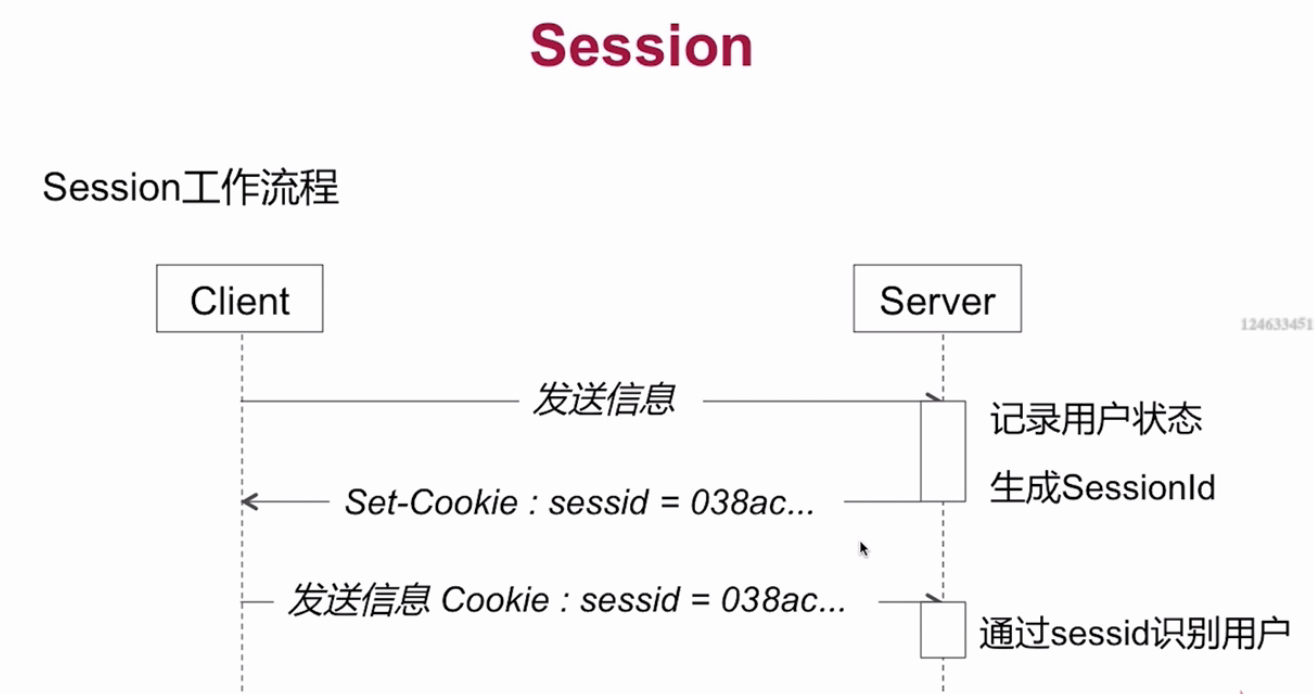 Session
Session工作流程
Client
Server
124633451
发送信息
记录用户状态
生成SessionId
Set-Cookie : sessid = 038ac...
发送信息 Cookie : sessid = 038ac...
通过sessid识别用户